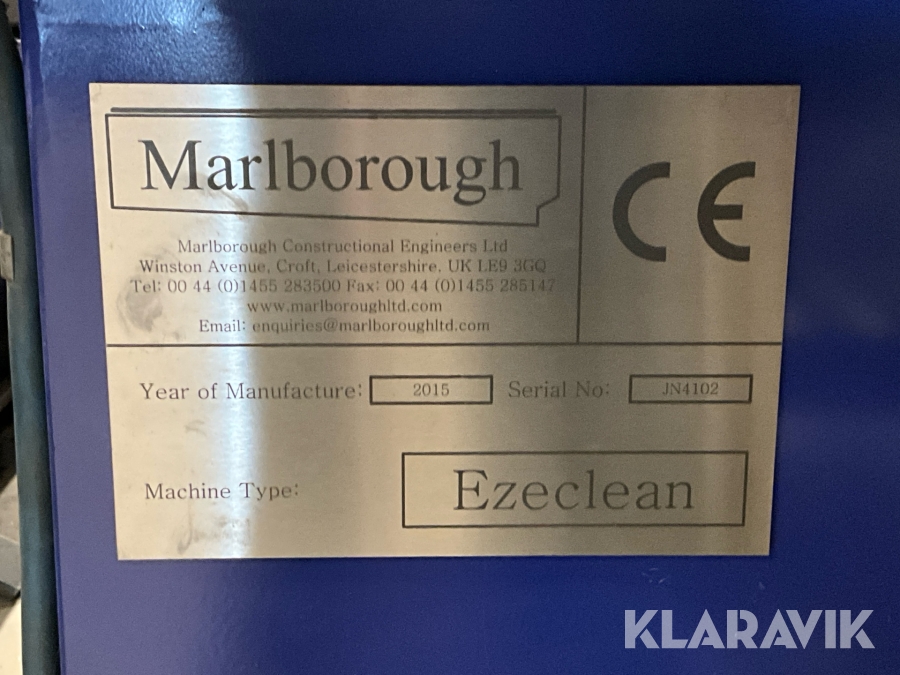 Marlborough
CE
Marlborough Constructional Engineers Ltd
Winston Avenue, Croft, Leicestershire, UK LE9 3GQ
Tel: 00 44 (0)1455 283500 Fax: 00 44 (0)1455 285147
www.marlboroughltd.com
Email: enquiries@marlboroughltd.com
Year of Manufacture: 2015 Serial No: JN4102
Machine Type: Ezeclean
KLARAVIK